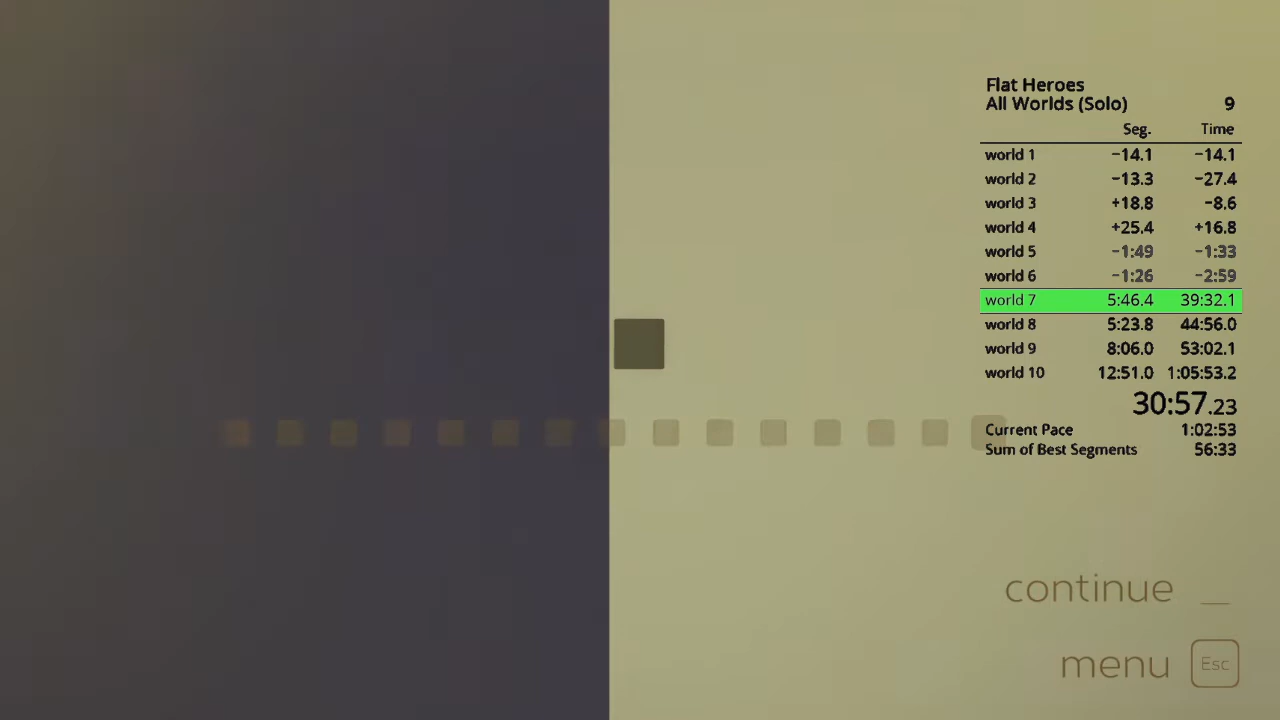 Flat Heroes
All Worlds (Solo) 9
Seg. Time
world 1 −14.1 −14.1
world 2 −13.3 −27.4
world 3 +18.8 −8.6
world 4 +25.4 +16.8
world 5 −1:49 −1:33
world 6 −1:26 −2:59
world 7 5:46.4 39:32.1
world 8 5:23.8 44:56.0
world 9 8:06.0 53:02.1
world 10 12:51.0 1:05:53.2
30:57.23
Current Pace 1:02:53
Sum of Best Segments 56:33
continue _
menu Esc